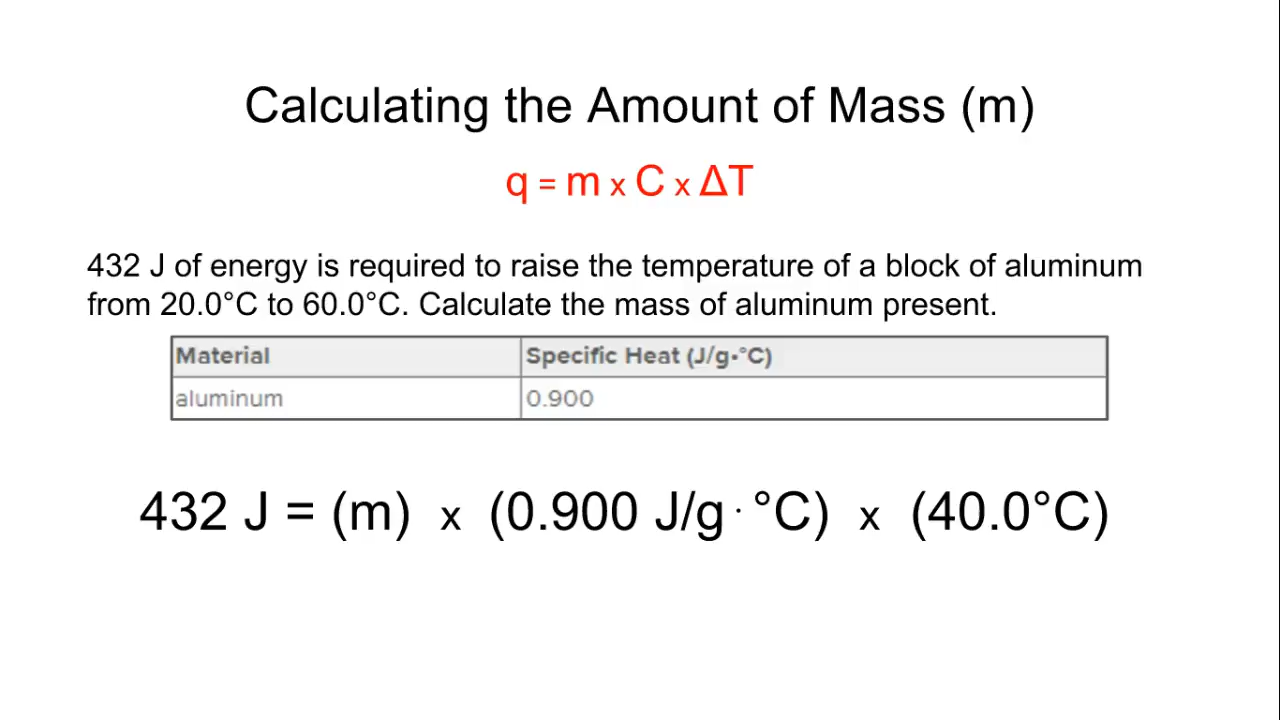 Calculating the Amount of Mass (m)
q = m x C x ΔT
432 J of energy is required to raise the temperature of a block of aluminum
from 20.0°C to 60.0°C. Calculate the mass of aluminum present.
Material Specific Heat (J/g•°C)
aluminum 0.900
432 J = (m) x (0.900 J/g · °C) x (40.0°C)